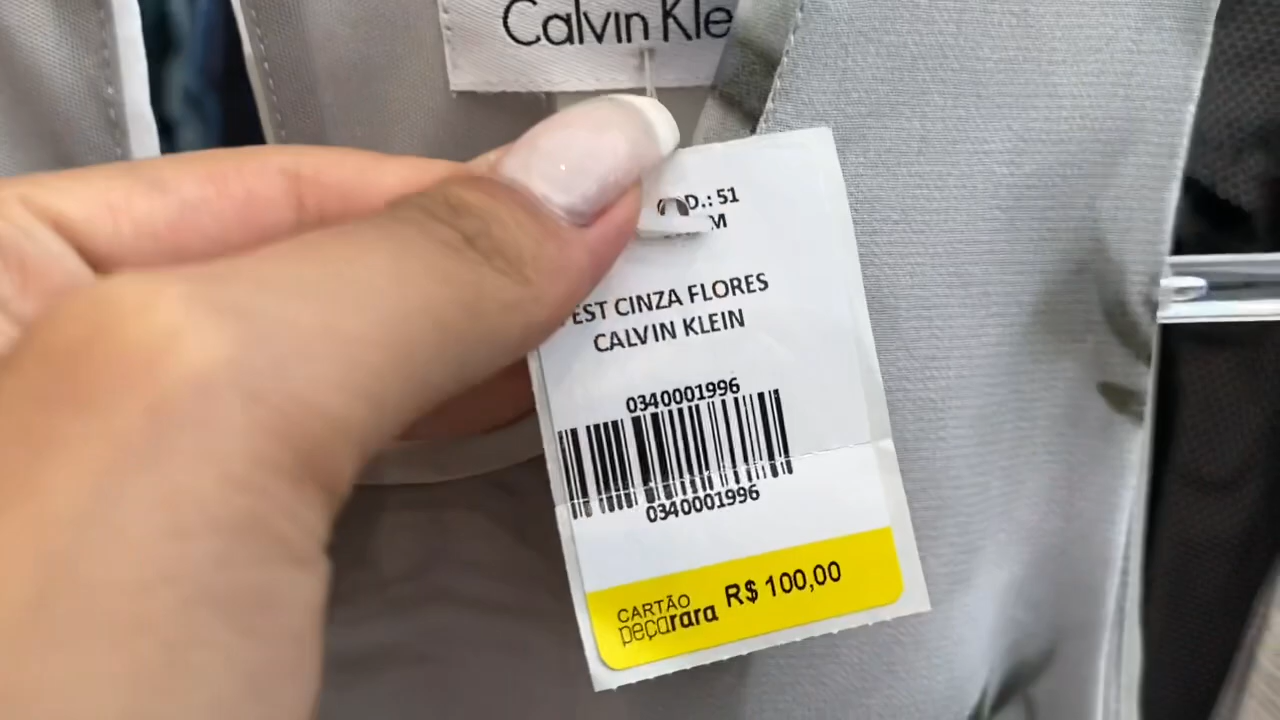 Calvin Kle
D.: 51
M
EST CINZA FLORES
CALVIN KLEIN
0340001996
0340001996
CARTÃO
peçarara R$ 100,00